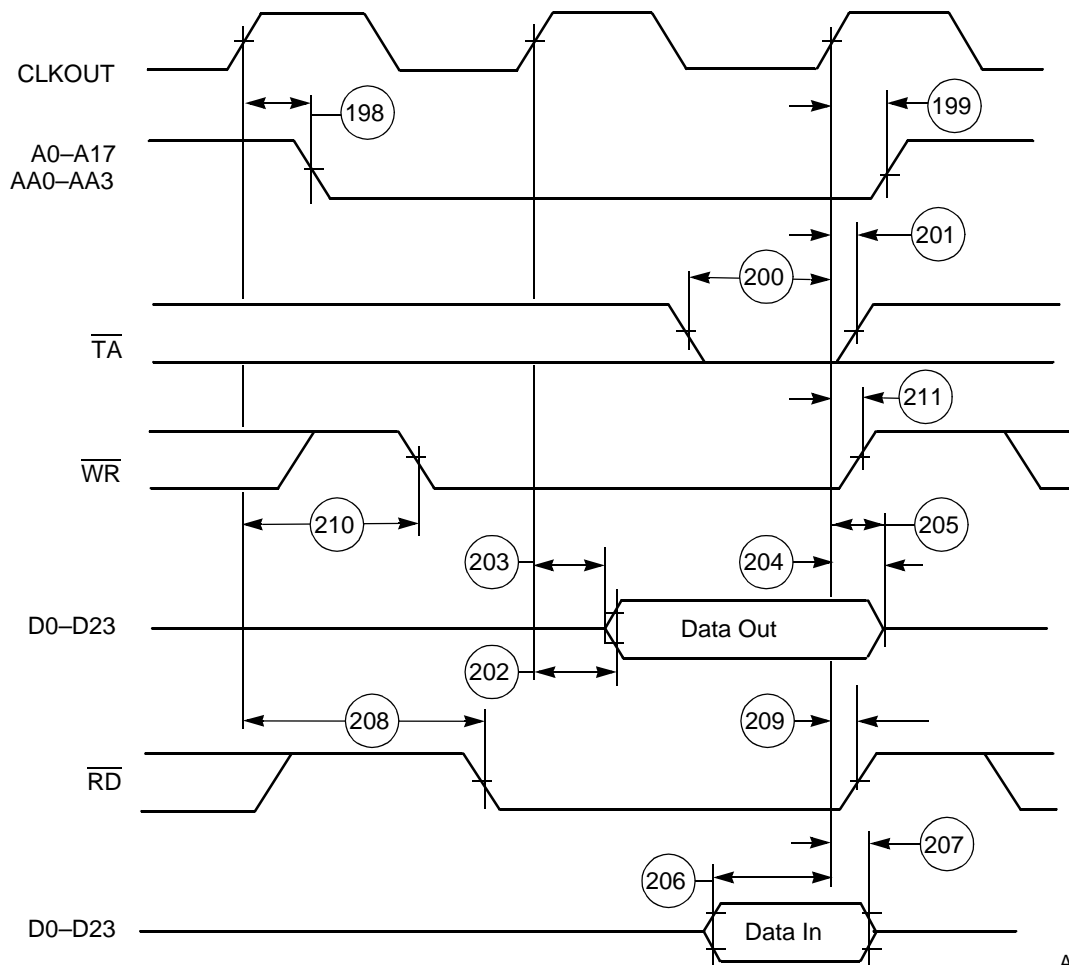 CLKOUT
198
199
A0–A17
AA0–AA3
201
200
TA
211
WR
210
205
203
204
D0–D23
Data Out
202
208
209
RD
207
206
D0–D23
Data In
A